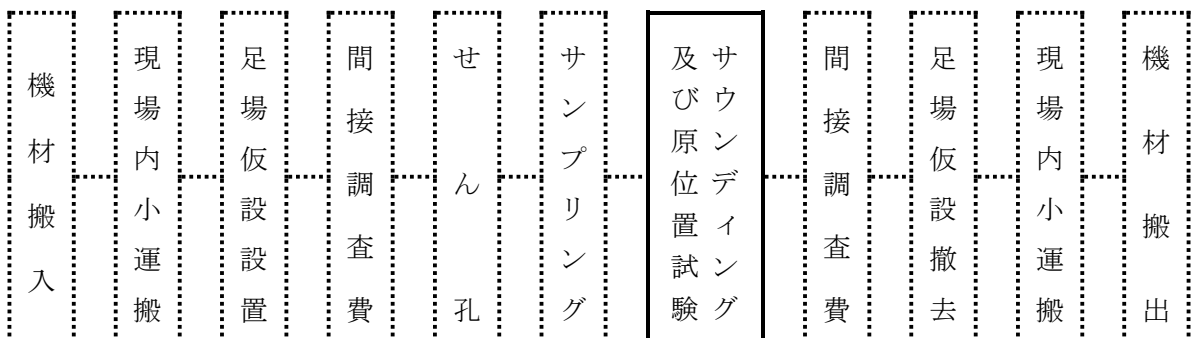 機材搬入
現場内小運搬
足場仮設設置
間接調査費
せん孔
サンプリング
サウンディング
及び原位置試験
間接調査費
足場仮設撤去
現場内小運搬
機材搬出